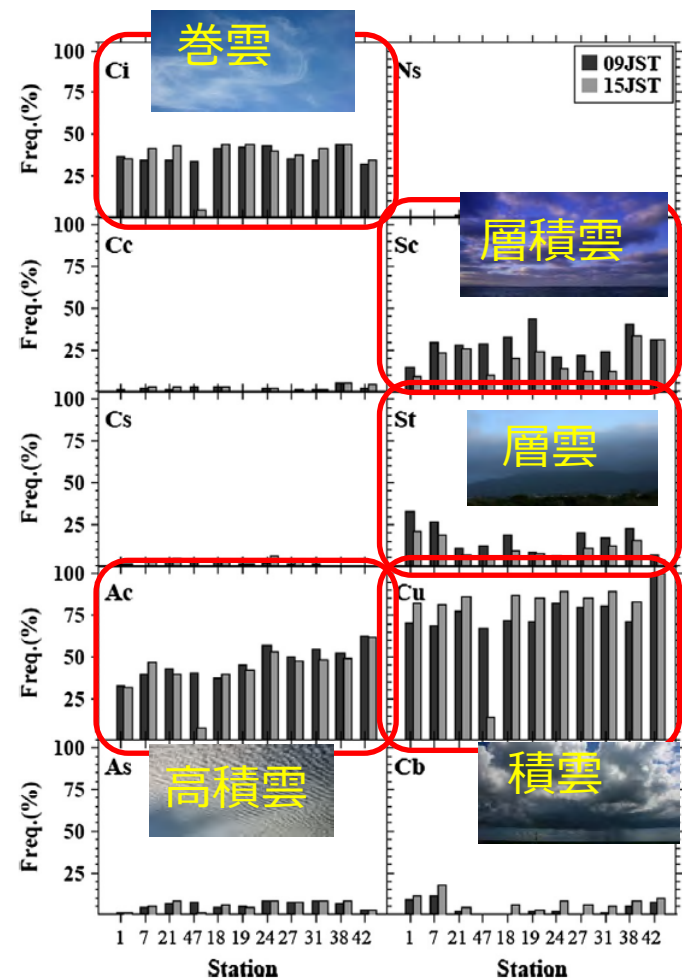 巻雲
Ci
Ns
09JST
15JST
Freq.(%)
100
75
50
25
Cc
層積雲
Sc
Freq.(%)
100
75
50
25
Cs
層雲
St
Freq.(%)
100
75
50
25
Ac
Cu
Freq.(%)
100
75
50
25
As
高積雲
積雲
Cb
Freq.(%)
100
75
50
25
1 7 21 47 18 19 24 27 31 38 42
1 7 21 47 18 19 24 27 31 38 42
Station
Station